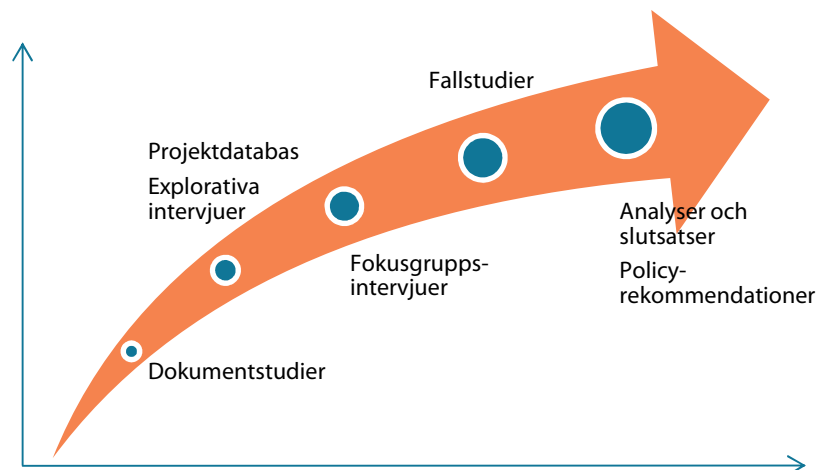 Fallstudier
Projektdatabas
Explorativa
intervjuer
Analyser och
slutsatser
Fokusgrupps-
intervjuer
Policy-
rekommendationer
Dokumentstudier